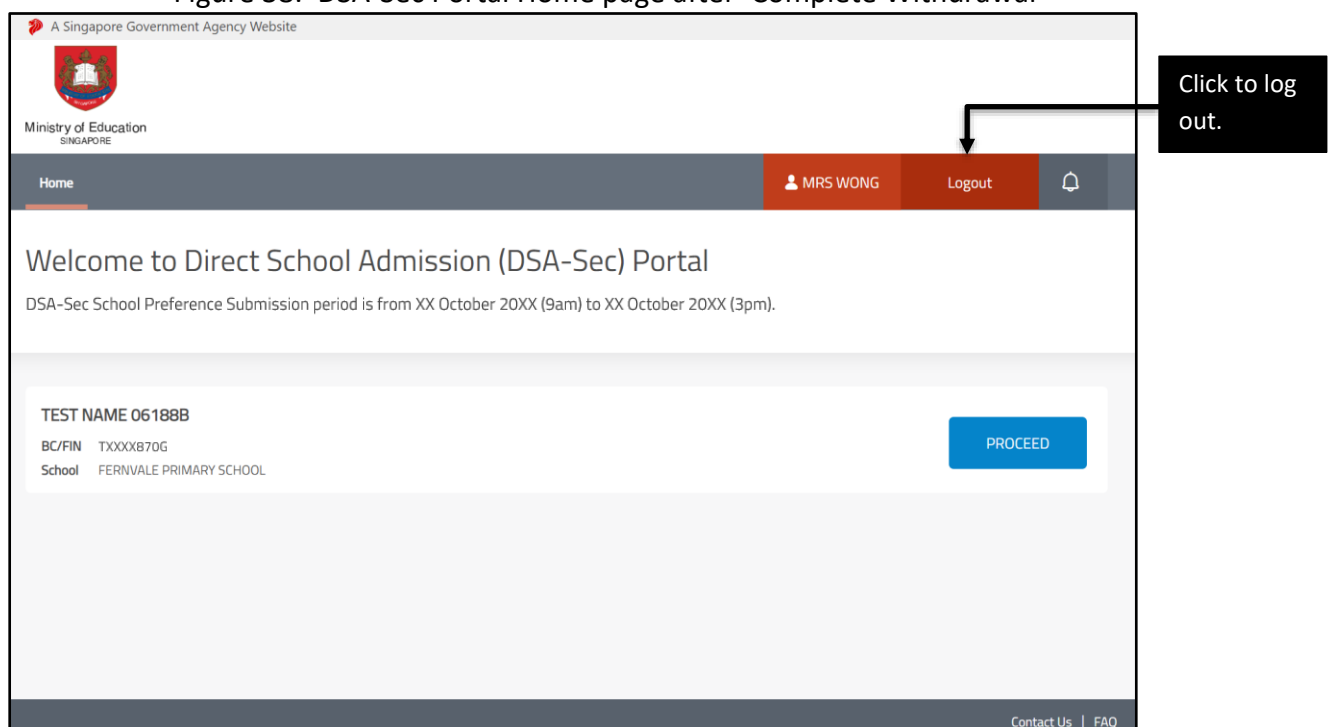 A Singapore Government Agency Website
Click to log
out.
Ministry of Education
SINGAPORE
Home
MRS WONG
Logout
Welcome to Direct School Admission (DSA-Sec) Portal
DSA-Sec School Preference Submission period is from XX October 20XX (9am) to XX October 20XX (3pm).
TEST NAME 06188B
BC/FIN TXXXX870G
School FERNVALE PRIMARY SCHOOL
PROCEED
Contact Us | FAQ